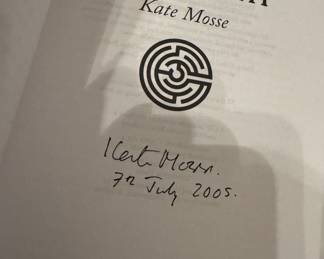 Kate Mosse
Kate Mosse.
7th July 2005.